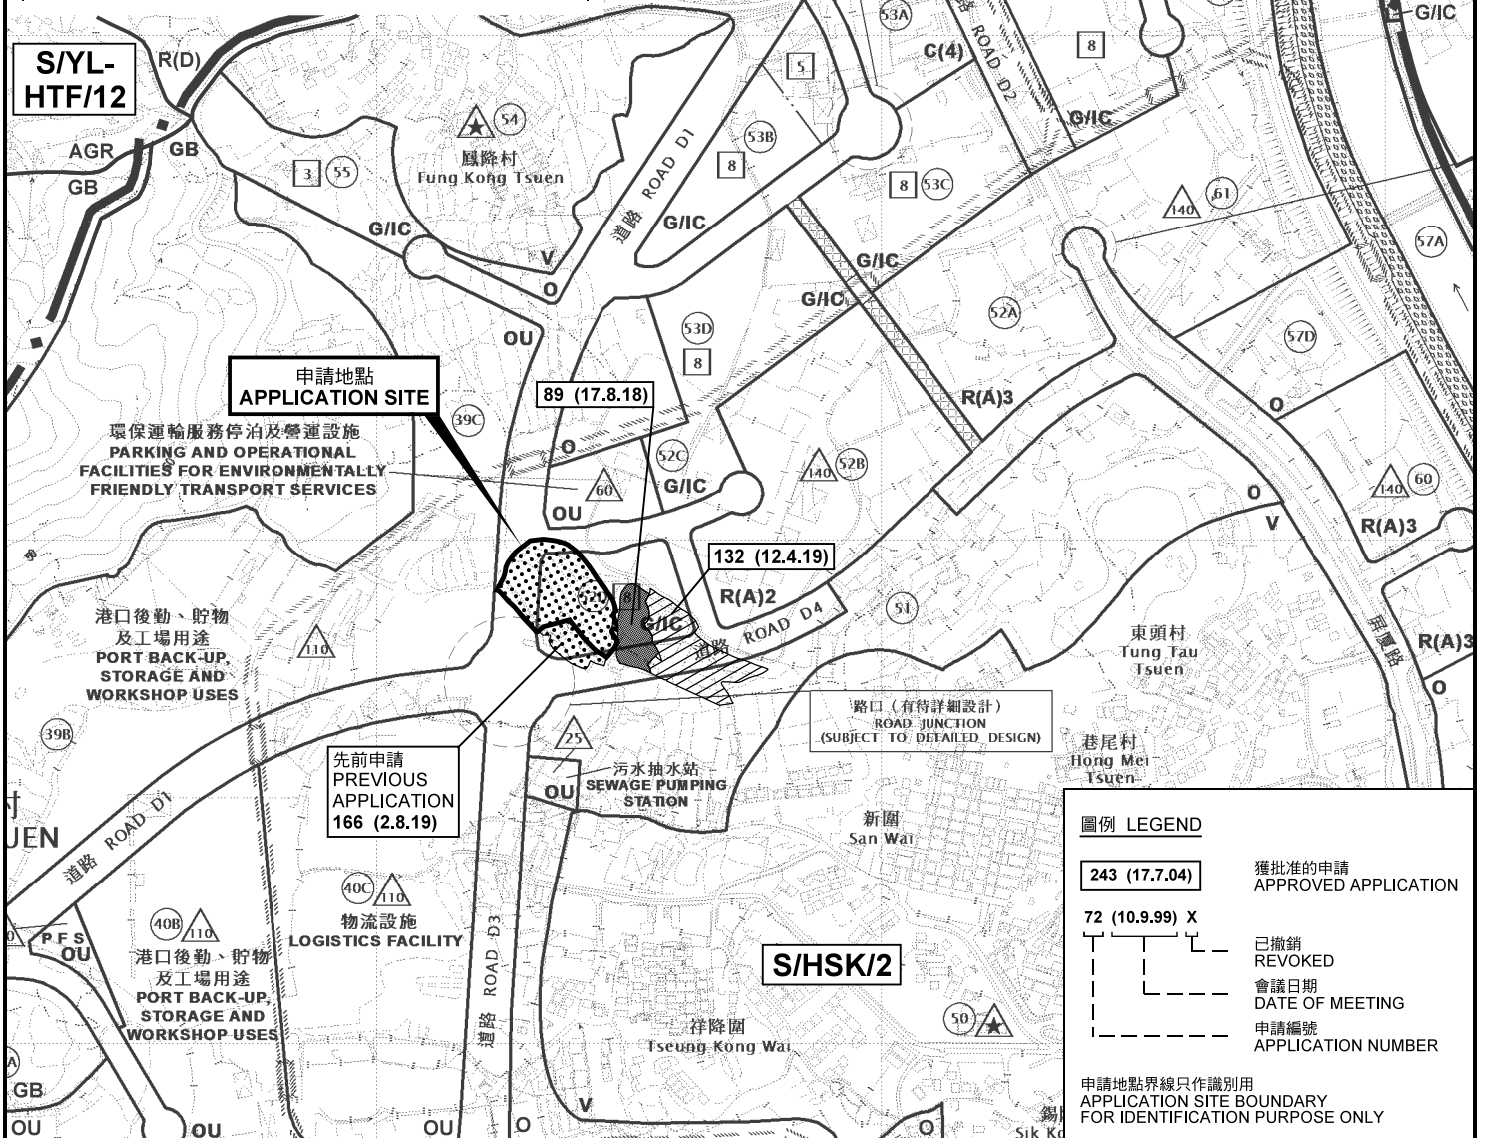 S/YL-
HTF/12
R(D)
AGR
GB
GB
54
鳳降村
Fung Kong Tsuen
3
55
G/IC
V
O
道路 ROAD D1
G/IC
53A
5
53B
8
C(4)
8
53C
ROAD D2
8
G/IC
G/IC
140
61
57A
G/IC
G/IC
52A
57D
OU
53D
8
申請地點
APPLICATION SITE
89 (17.8.18)
39C
環保運輸服務停泊及營運設施
PARKING AND OPERATIONAL
FACILITIES FOR ENVIRONMENTALLY
FRIENDLY TRANSPORT SERVICES
O
52C
60
G/IC
OU
140
52B
R(A)3
O
140
60
O
V
R(A)3
132 (12.4.19)
8
G/IC
R(A)2
道路 ROAD D4
51
港口後勤、貯物
及工場用途
PORT BACK-UP,
STORAGE AND
WORKSHOP USES
110
東頭村
Tung Tau
Tsuen
屏廈路
R(A)3
O
39B
路口（有待詳細設計）
ROAD JUNCTION
(SUBJECT TO DETAILED DESIGN)
巷尾村
Hong Mei
Tsuen
先前申請
PREVIOUS
APPLICATION
166 (2.8.19)
25
污水抽水站
SEWAGE PUMPING
STATION
OU
新圍
San Wai
村
UEN
道路 ROAD D1
40C
110
物流設施
LOGISTICS FACILITY
道路 ROAD D3
PFS
OU
40B
110
港口後勤、貯物
及工場用途
PORT BACK-UP,
STORAGE AND
WORKSHOP USES
S/HSK/2
50
祥降圍
Tseung Kong Wai
A
GB
OU
OU
OU
O
V
O
錫
Sik Ko
圖例 LEGEND
243 (17.7.04)
獲批准的申請
APPROVED APPLICATION
72 (10.9.99) X
已撤銷
REVOKED
會議日期
DATE OF MEETING
申請編號
APPLICATION NUMBER
申請地點界線只作識別用
APPLICATION SITE BOUNDARY
FOR IDENTIFICATION PURPOSE ONLY
G/IC